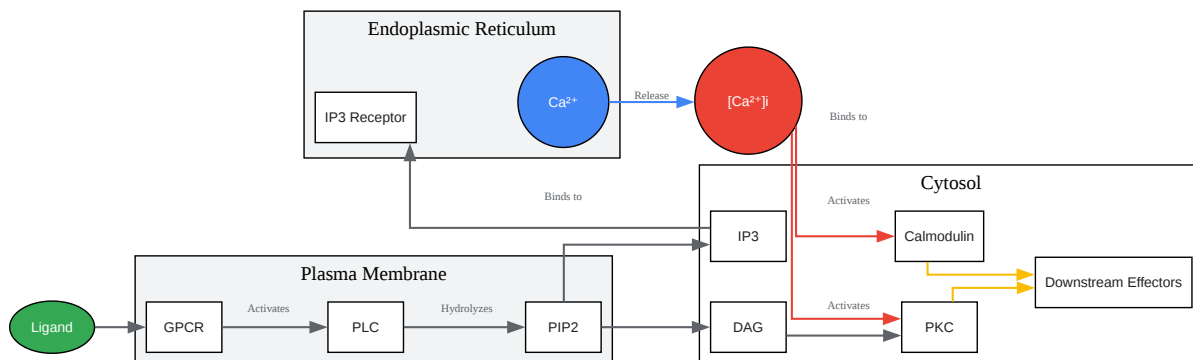 Endoplasmic Reticulum
Ca²⁺
Release
[Ca²⁺]i
IP3 Receptor
Binds to
Binds to
Cytosol
Activates
IP3
Calmodulin
Plasma Membrane
Downstream Effectors
Ligand
GPCR
Activates
PLC
Hydrolyzes
PIP2
DAG
Activates
PKC